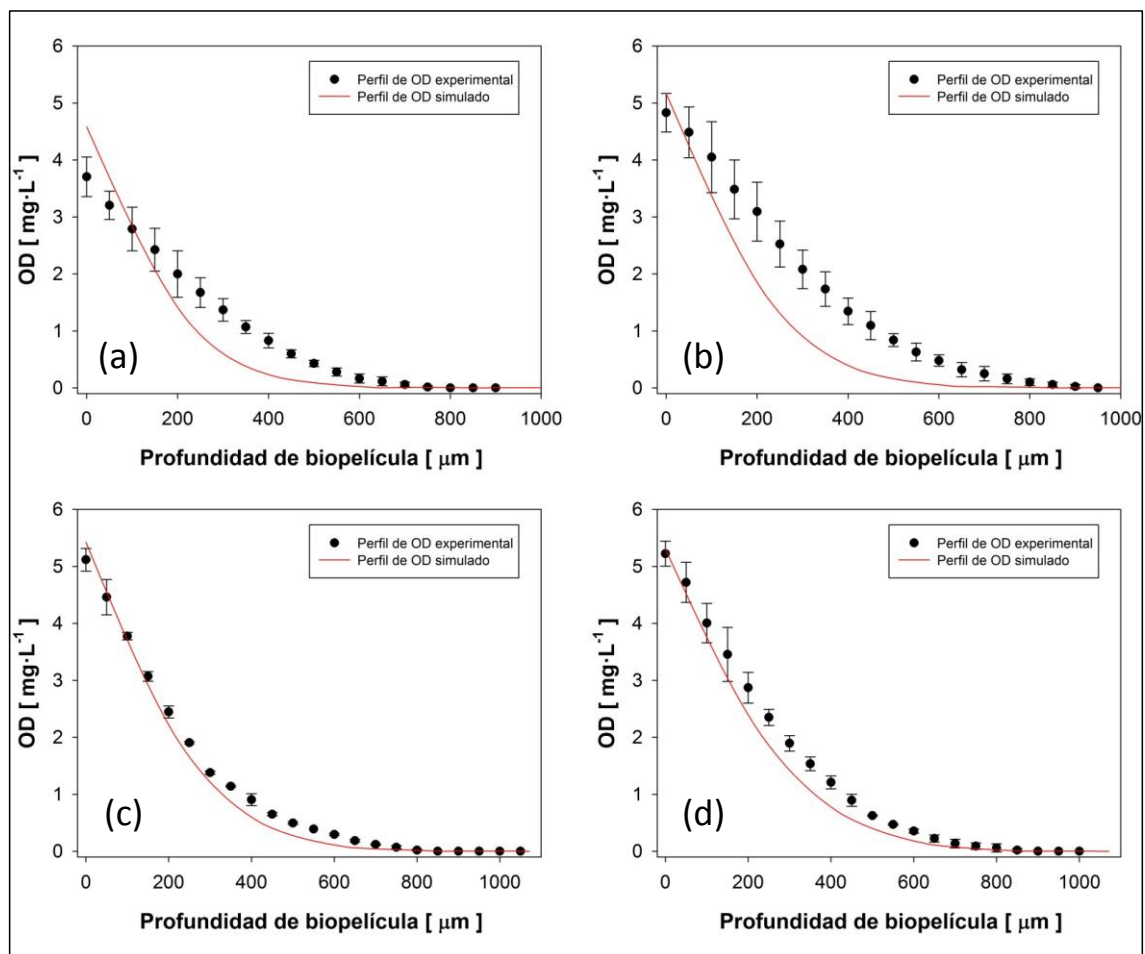 6
5
4
3
2
1
0
OD [ mg·L⁻¹ ]
Perfil de OD experimental
Perfil de OD simulado
(a)
0 200 400 600 800 1000
Profundidad de biopelícula [ μm ]
6
5
4
3
2
1
0
OD [ mg·L⁻¹ ]
Perfil de OD experimental
Perfil de OD simulado
(b)
0 200 400 600 800 1000
Profundidad de biopelícula [ μm ]
6
5
4
3
2
1
0
OD [ mg·L⁻¹ ]
Perfil de OD experimental
Perfil de OD simulado
(c)
0 200 400 600 800 1000
Profundidad de biopelícula [ μm ]
6
5
4
3
2
1
0
OD [ mg·L⁻¹ ]
Perfil de OD experimental
Perfil de OD simulado
(d)
0 200 400 600 800 1000
Profundidad de biopelícula [ μm ]